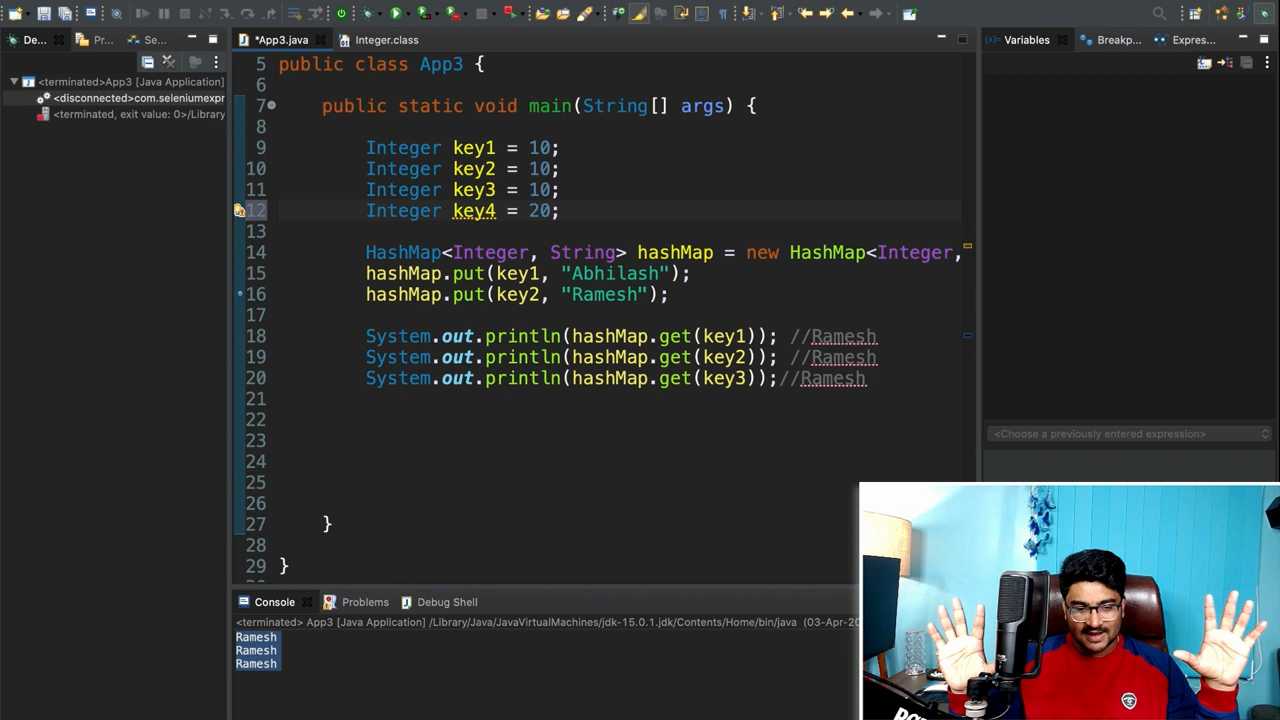 De...
Pr...
Se...
*App3.java
Integer.class
Variables
Breakp...
Expres...
<terminated>App3 [Java Application]
<disconnected>com.seleniumexpr
<terminated, exit value: 0>/Library
5 public class App3 {
6
7 public static void main(String[] args) {
8
9 Integer key1 = 10;
10 Integer key2 = 10;
11 Integer key3 = 10;
12 Integer key4 = 20;
13
14 HashMap<Integer, String> hashMap = new HashMap<Integer,
15 hashMap.put(key1, "Abhilash");
16 hashMap.put(key2, "Ramesh");
17
18 System.out.println(hashMap.get(key1)); //Ramesh
19 System.out.println(hashMap.get(key2)); //Ramesh
20 System.out.println(hashMap.get(key3));//Ramesh
21
22
23
24
25
26
27 }
28
29 }
<Choose a previously entered expression>
Console
Problems
Debug Shell
<terminated> App3 [Java Application] /Library/Java/JavaVirtualMachines/jdk-15.0.1.jdk/Contents/Home/bin/java (03-Apr-20
Ramesh
Ramesh
Ramesh